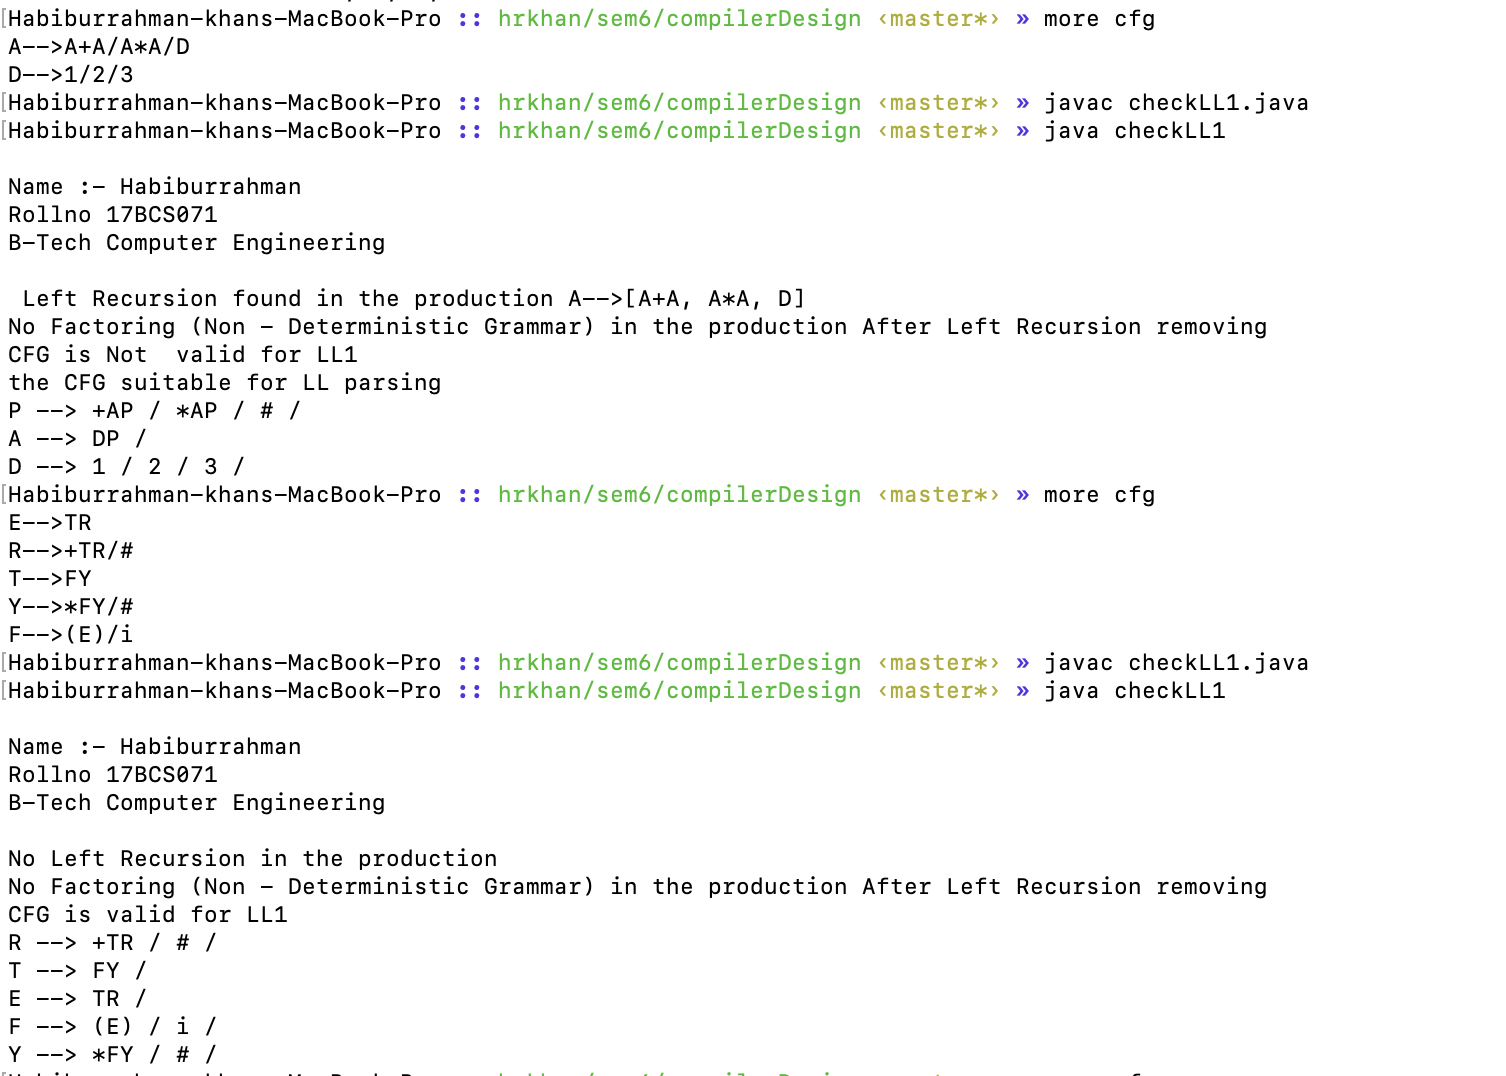 Habiburrahman-khans-MacBook-Pro :: hrkhan/sem6/compilerDesign ‹master*› » more cfg
A-->A+A/A*A/D
D-->1/2/3
[Habiburrahman-khans-MacBook-Pro :: hrkhan/sem6/compilerDesign ‹master*› » javac checkLL1.java
[Habiburrahman-khans-MacBook-Pro :: hrkhan/sem6/compilerDesign ‹master*› » java checkLL1
Name :- Habiburrahman
Rollno 17BCS071
B-Tech Computer Engineering
Left Recursion found in the production A-->[A+A, A*A, D]
No Factoring (Non - Deterministic Grammar) in the production After Left Recursion removing
CFG is Not  valid for LL1
the CFG suitable for LL parsing
P --> +AP / *AP / # /
A --> DP /
D --> 1 / 2 / 3 /
[Habiburrahman-khans-MacBook-Pro :: hrkhan/sem6/compilerDesign ‹master*› » more cfg
E-->TR
R-->+TR/#
T-->FY
Y-->*FY/#
F-->(E)/i
[Habiburrahman-khans-MacBook-Pro :: hrkhan/sem6/compilerDesign ‹master*› » javac checkLL1.java
[Habiburrahman-khans-MacBook-Pro :: hrkhan/sem6/compilerDesign ‹master*› » java checkLL1
Name :- Habiburrahman
Rollno 17BCS071
B-Tech Computer Engineering
No Left Recursion in the production
No Factoring (Non - Deterministic Grammar) in the production After Left Recursion removing
CFG is valid for LL1
R --> +TR / # /
T --> FY /
E --> TR /
F --> (E) / i /
Y --> *FY / # /